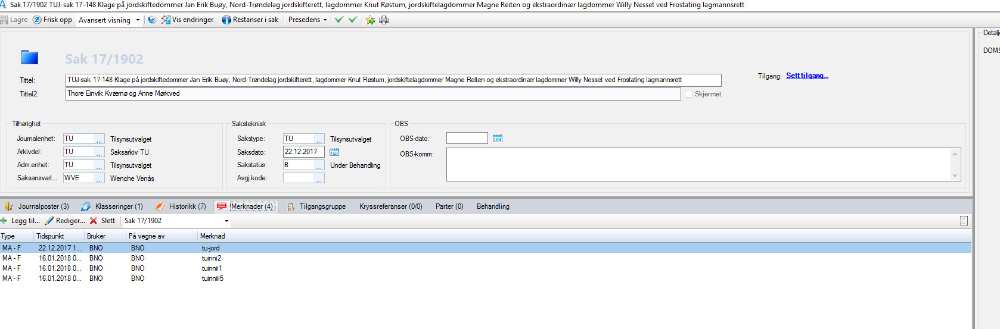 Sak 17/1902 TUJ-sak 17-148 Klage på jordskiftedommer Jan Erik Buøy, Nord-Trøndelag jordskifterett, lagdommer Knut Røstum, jordskiftelagdommer Magne Reiten og ekstraordinær lagdommer Willy Nesset ved Frostating lagmannsrett
Lagre Frisk opp Avansert visning Vis endringer Restanser i sak Presedens
Detalje
DOMS
Sak 17/1902
Tittel: TUJ-sak 17-148 Klage på jordskiftedommer Jan Erik Buøy, Nord-Trøndelag jordskifterett, lagdommer Knut Røstum, jordskiftelagdommer Magne Reiten og ekstraordinær lagdommer Willy Nesset ved Frostating lagmannsrett
Tilgang: Sett tilgang...
Tittel2: Thore Einvik Kværnø og Anne Mørkved
Skjermet
Tilhørighet
Journalenhet: TU ... Tilsynsutvalget
Arkivdel: TU ... Saksarkiv TU
Adm.enhet: TU ... Tilsynsutvalget
Saksansvarl... WVE ... Wenche Venås
Saksteknisk
Sakstype: TU ... Tilsynsutvalget
Saksdato: 22.12.2017
Sakstatus: B ... Under Behandling
Avgj.kode: ...
OBS
OBS-dato:
OBS-komm:
Journalposter (3) Klasseringer (1) Historikk (7) Merknader (4) Tilgangsgruppe Kryssreferanser (0/0) Parter (0) Behandling
Legg til... Rediger... Slett Sak 17/1902
Type Tidspunkt Bruker På vegne av Merknad
MA - F 22.12.2017 1... BNO BNO tu-jord
MA - F 16.01.2018 0... BNO BNO tuinni2
MA - F 16.01.2018 0... BNO BNO tuinnii1
MA - F 16.01.2018 0... BNO BNO tuinniii5